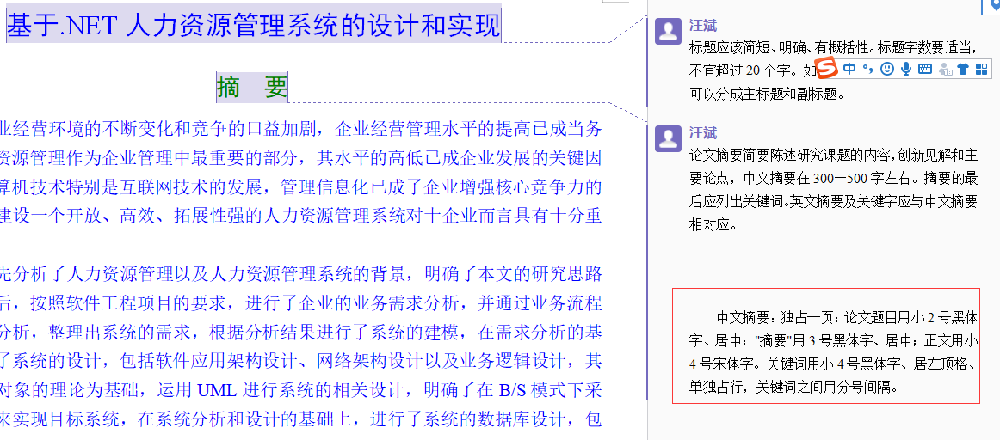 基于.NET 人力资源管理系统的设计和实现
摘 要
业经营环境的不断变化和竞争的口益加剧，企业经营管理水平的提高已成当务
资源管理作为企业管理中最重要的部分，其水平的高低已成企业发展的关键因
算机技术特别是互联网技术的发展，管理信息化已成了企业增强核心竞争力的
建设一个开放、高效、拓展性强的人力资源管理系统对十企业而言具有十分重
先分析了人力资源管理以及人力资源管理系统的背景，明确了本文的研究思路
后，按照软件工程项目的要求，进行了企业的业务需求分析，并通过业务流程
分析，整理出系统的需求，根据分析结果进行了系统的建模，在需求分析的基
了系统的设计，包括软件应用架构设计、网络架构设计以及业务逻辑设计，其
对象的理论为基础，运用 UML 进行系统的相关设计，明确了在 B/S 模式下采
来实现目标系统，在系统分析和设计的基础上，进行了系统的数据库设计，包
汪斌
标题应该简短、明确、有概括性。标题字数要适当，
不宜超过 20 个字。如
中
可以分成主标题和副标题。
汪斌
论文摘要简要陈述研究课题的内容，创新见解和主
要论点，中文摘要在 300—500 字左右。摘要的最
后应列出关键词。英文摘要及关键字应与中文摘要
相对应。
中文摘要：独占一页；论文题目用小 2 号黑体
字、居中；"摘要"用 3 号黑体字、居中；正文用小
4 号宋体字。关键词用小 4 号黑体字、居左顶格、
单独占行，关键词之间用分号间隔。